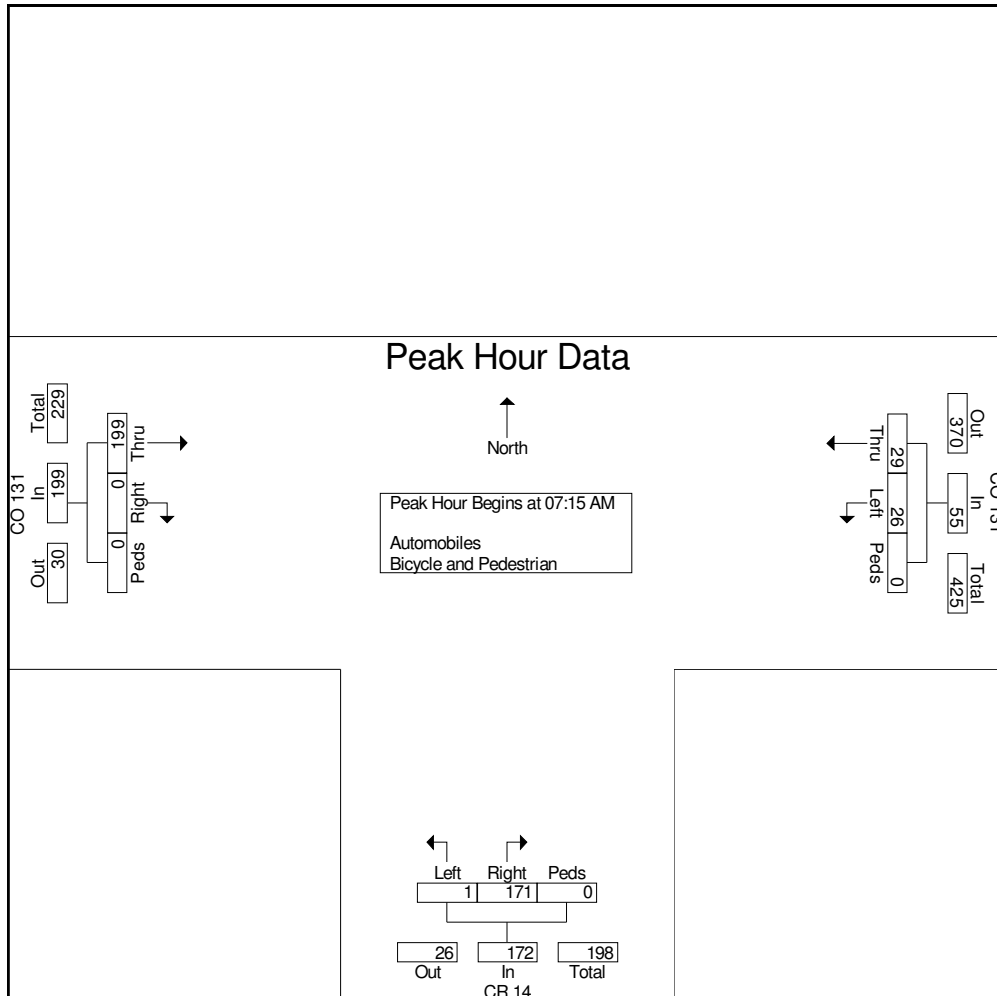 Peak Hour Data
North
Peak Hour Begins at 07:15 AM
Automobiles
Bicycle and Pedestrian
CO 131
Out In Total
30 199 229
Peds Right Thru
0 0 199
Out In Total
370 55 425
Thru Left Peds
29 26 0
Left Right Peds
1 171 0
26 172 198
Out In Total
CR 14